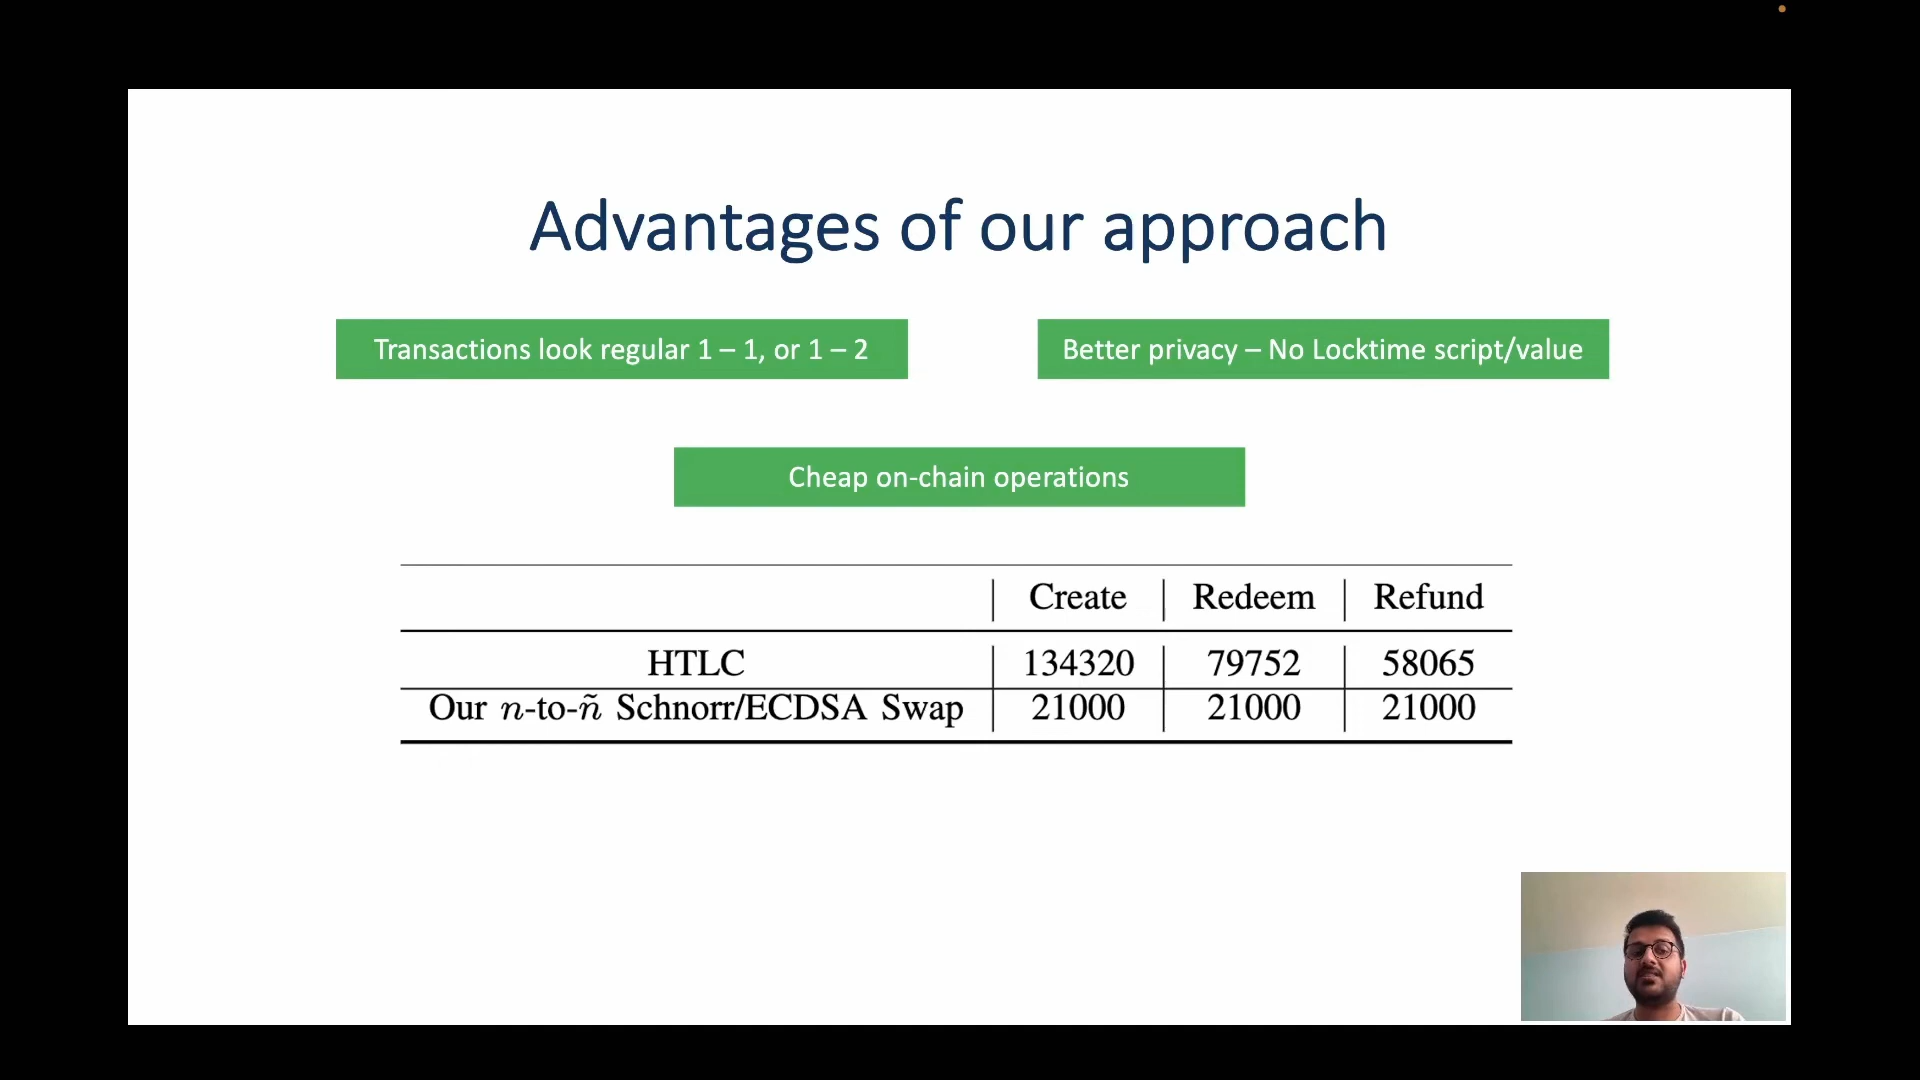 Advantages of our approach
Transactions look regular 1 – 1, or 1 – 2
Better privacy – No Locktime script/value
Cheap on-chain operations
Create Redeem Refund
HTLC 134320 79752 58065
Our n-to-ñ Schnorr/ECDSA Swap 21000 21000 21000